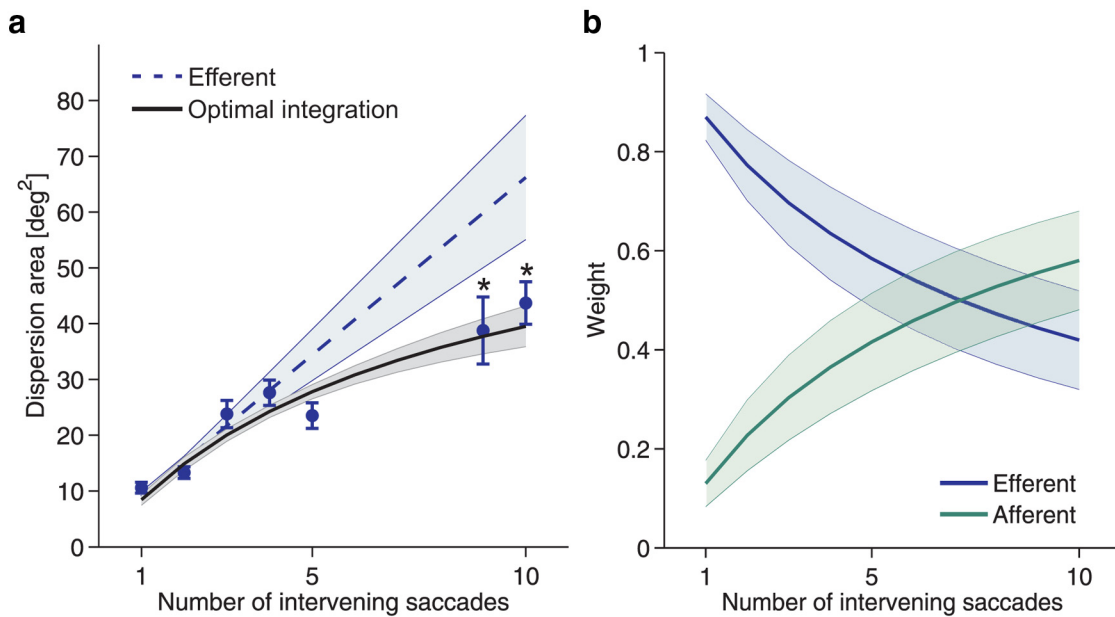 a
Efferent
Optimal integration
Dispersion area [deg²]
80
70
60
50
40
30
20
10
0
*
*
1
5
10
Number of intervening saccades
b
Weight
1
0.8
0.6
0.4
0.2
0
Efferent
Afferent
1
5
10
Number of intervening saccades